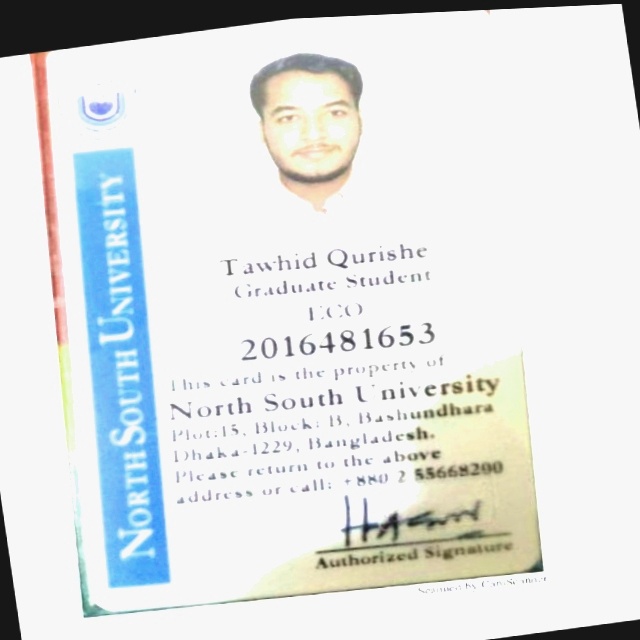 NORTH SOUTH UNIVERSITY
Tawhid Qurishe
Graduate Student
ECO
2016481653
This card is the property of
North South University
Plot:15, Block: B, Bashundhara
Dhaka-1229, Bangladesh.
Please return to the above
address or call: +880 2 55668200
Authorized Signature
Scanned by CamScanner